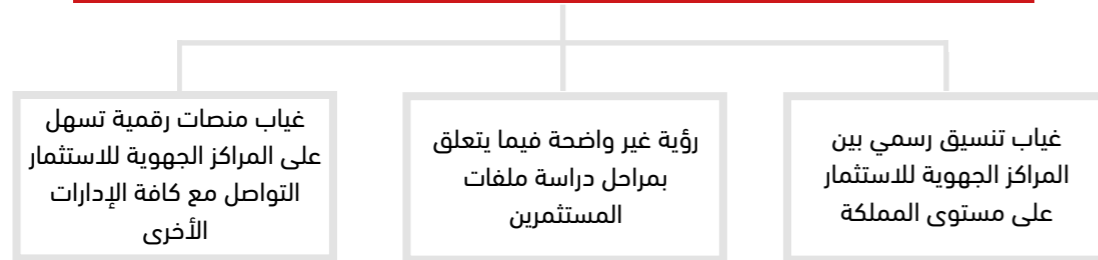 غياب تنسيق رسمي بين
المراكز الجهوية للاستثمار
على مستوى المملكة
رؤية غير واضحة فيما يتعلق
بمراحل دراسة ملفات
المستثمرين
غياب منصات رقمية تسهل
على المراكز الجهوية للاستثمار
التواصل مع كافة الإدارات
الأخرى